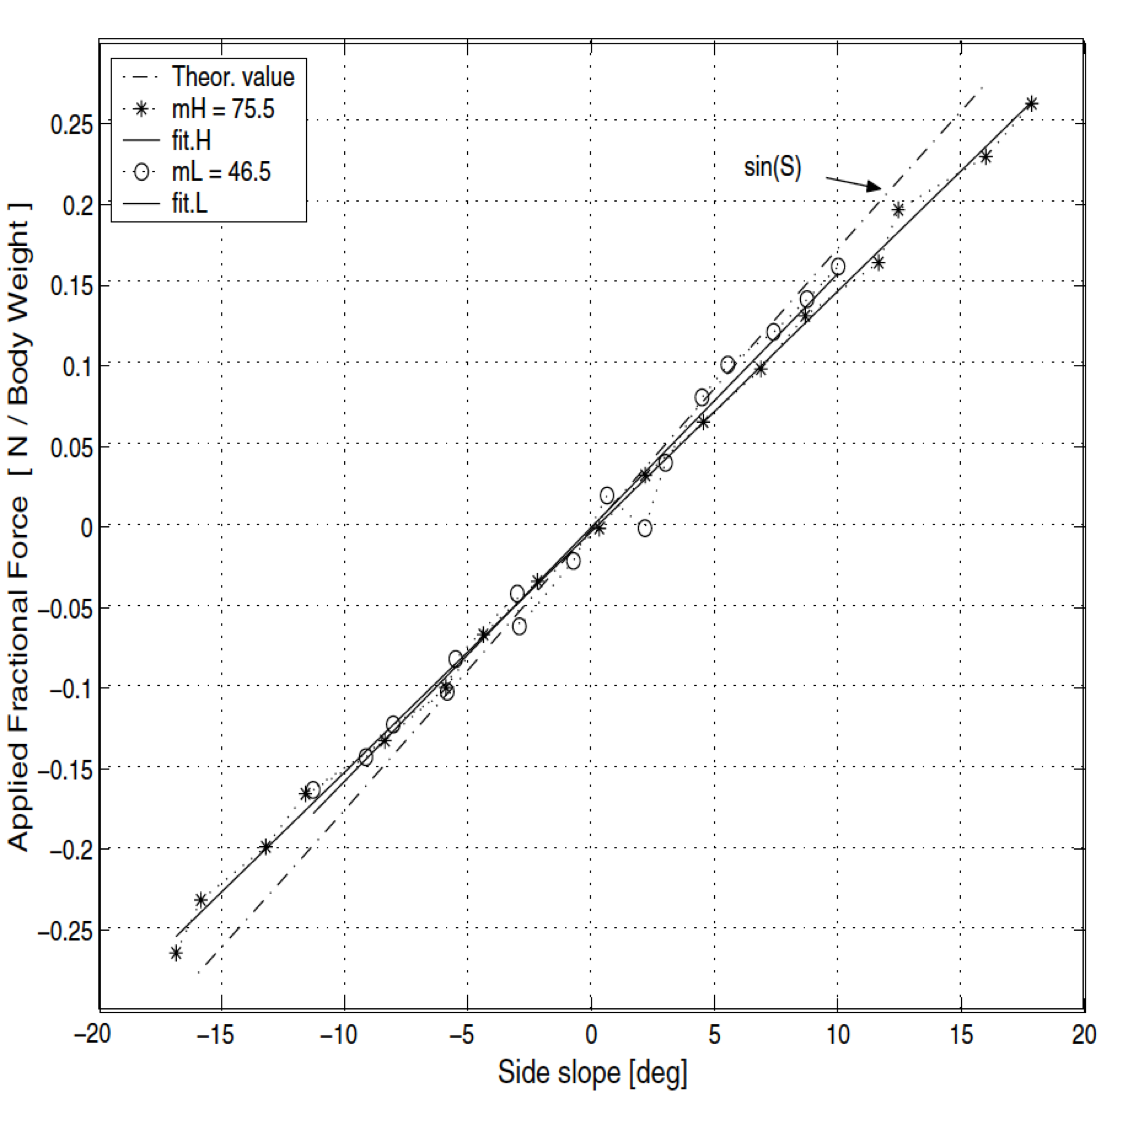 Theor. value
mH = 75.5
fit.H
mL = 46.5
fit.L
sin(S)
0.25
0.2
0.15
0.1
0.05
0
−0.05
−0.1
−0.15
−0.2
−0.25
Applied Fractional Force [ N / Body Weight ]
−20 −15 −10 −5 0 5 10 15 20
Side slope [deg]